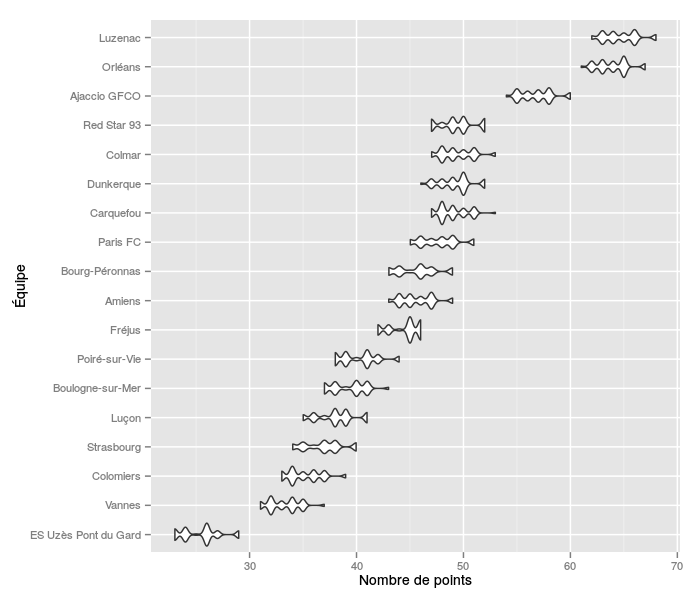 Luzenac
Orléans
Ajaccio GFCO
Red Star 93
Colmar
Dunkerque
Carquefou
Paris FC
Bourg-Péronnas
Amiens
Fréjus
Poiré-sur-Vie
Boulogne-sur-Mer
Luçon
Strasbourg
Colomiers
Vannes
ES Uzès Pont du Gard
Équipe
30 40 50 60 70
Nombre de points